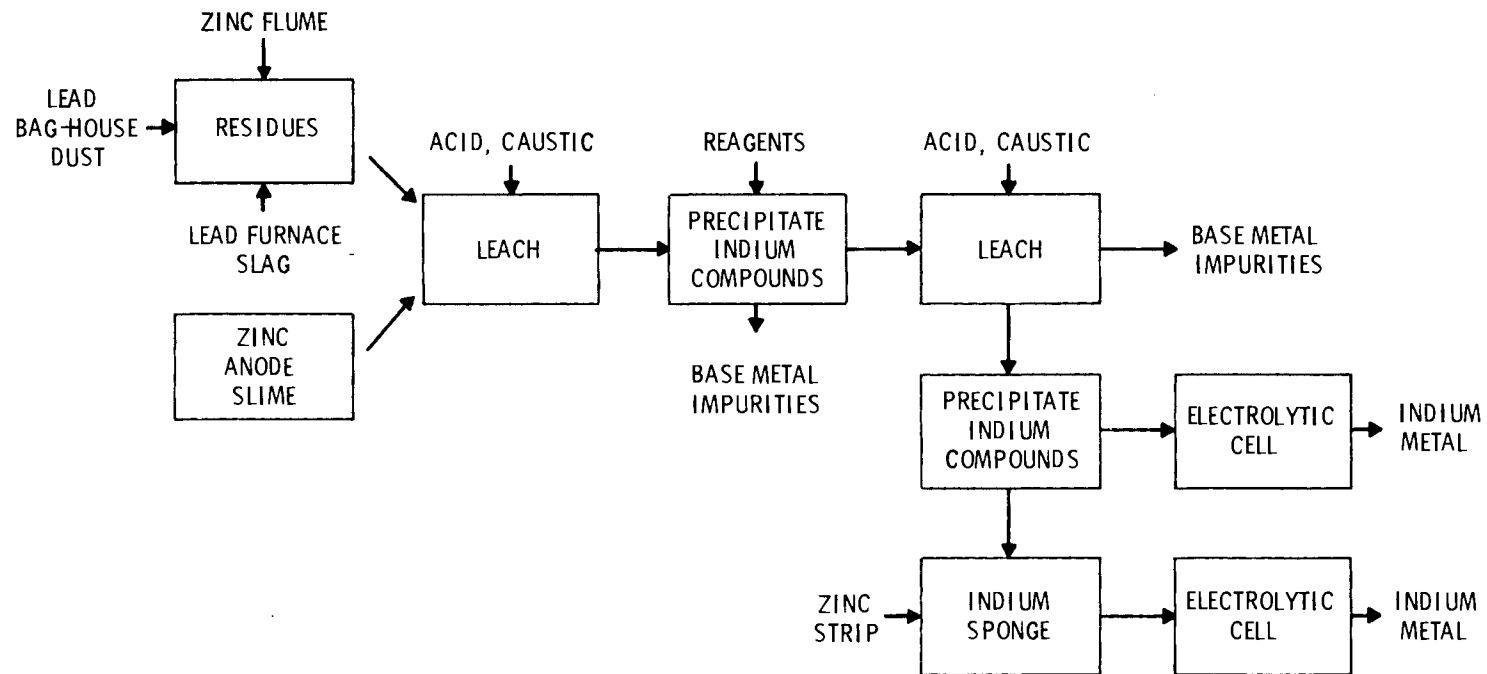 ZINC FLUME
LEAD
BAG-HOUSE
DUST
RESIDUES
LEAD FURNACE
SLAG
ZINC
ANODE
SLIME
ACID, CAUSTIC
LEACH
REAGENTS
PRECIPITATE
INDIUM
COMPOUNDS
BASE METAL
IMPURITIES
ACID, CAUSTIC
LEACH
BASE METAL
IMPURITIES
PRECIPITATE
INDIUM
COMPOUNDS
ELECTROLYTIC
CELL
INDIUM
METAL
ZINC
STRIP
INDIUM
SPONGE
ELECTROLYTIC
CELL
INDIUM
METAL